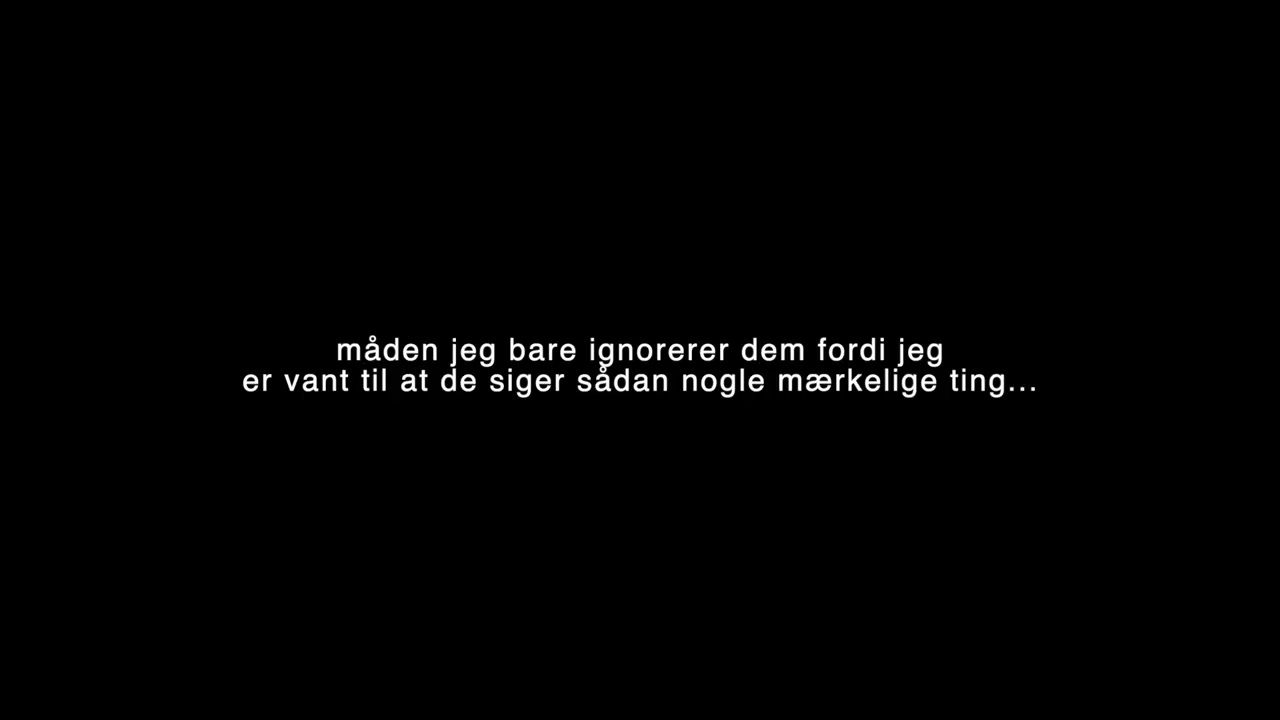 måden jeg bare ignorerer dem fordi jeg
er vant til at de siger sådan nogle mærkelige ting...